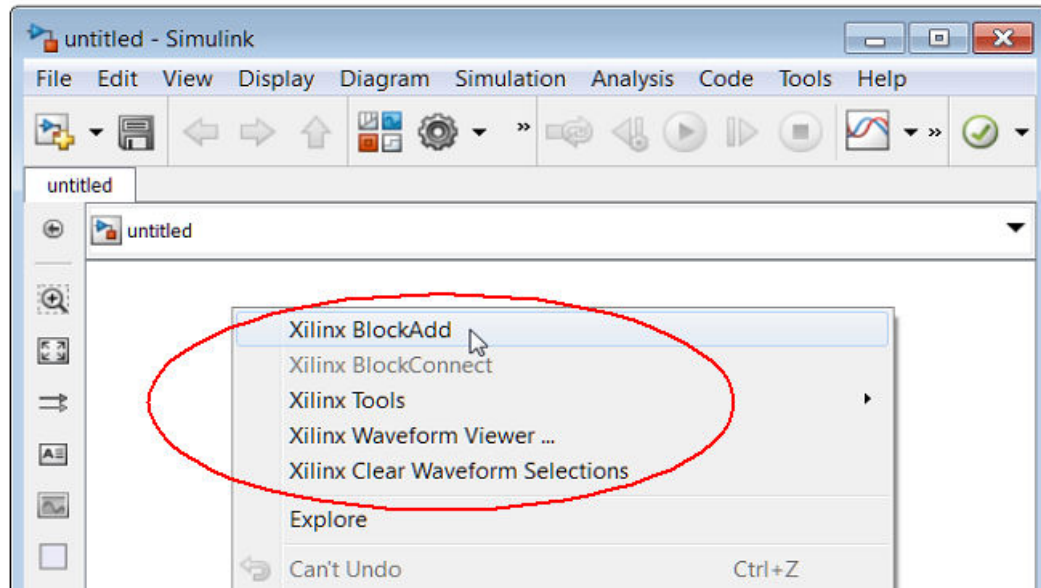 untitled - Simulink
File Edit View Display Diagram Simulation Analysis Code Tools Help
» »
untitled
untitled
Xilinx BlockAdd
Xilinx BlockConnect
Xilinx Tools
Xilinx Waveform Viewer ...
Xilinx Clear Waveform Selections
Explore
Can't Undo Ctrl+Z